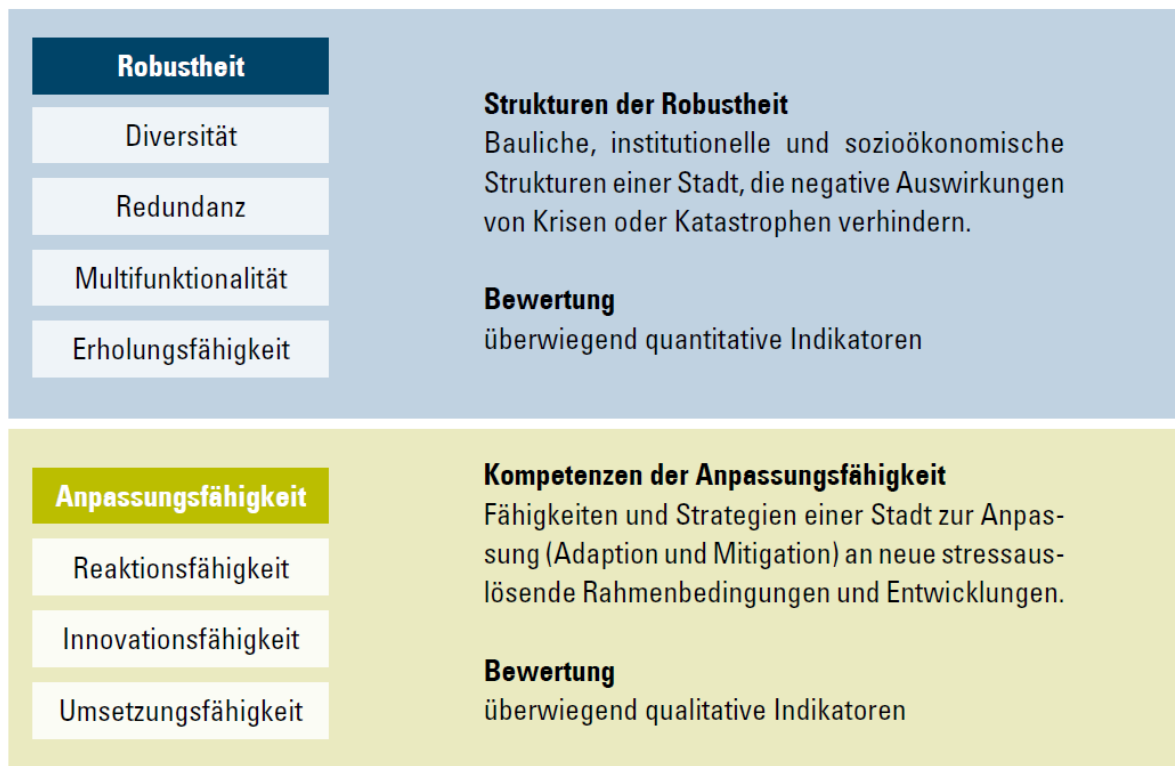 Robustheit
Diversität
Redundanz
Multifunktionalität
Erholungsfähigkeit
Strukturen der Robustheit
Bauliche, institutionelle und sozioökonomische
Strukturen einer Stadt, die negative Auswirkungen
von Krisen oder Katastrophen verhindern.
Bewertung
überwiegend quantitative Indikatoren
Anpassungsfähigkeit
Reaktionsfähigkeit
Innovationsfähigkeit
Umsetzungsfähigkeit
Kompetenzen der Anpassungsfähigkeit
Fähigkeiten und Strategien einer Stadt zur Anpas-
sung (Adaption und Mitigation) an neue stressaus-
lösende Rahmenbedingungen und Entwicklungen.
Bewertung
überwiegend qualitative Indikatoren